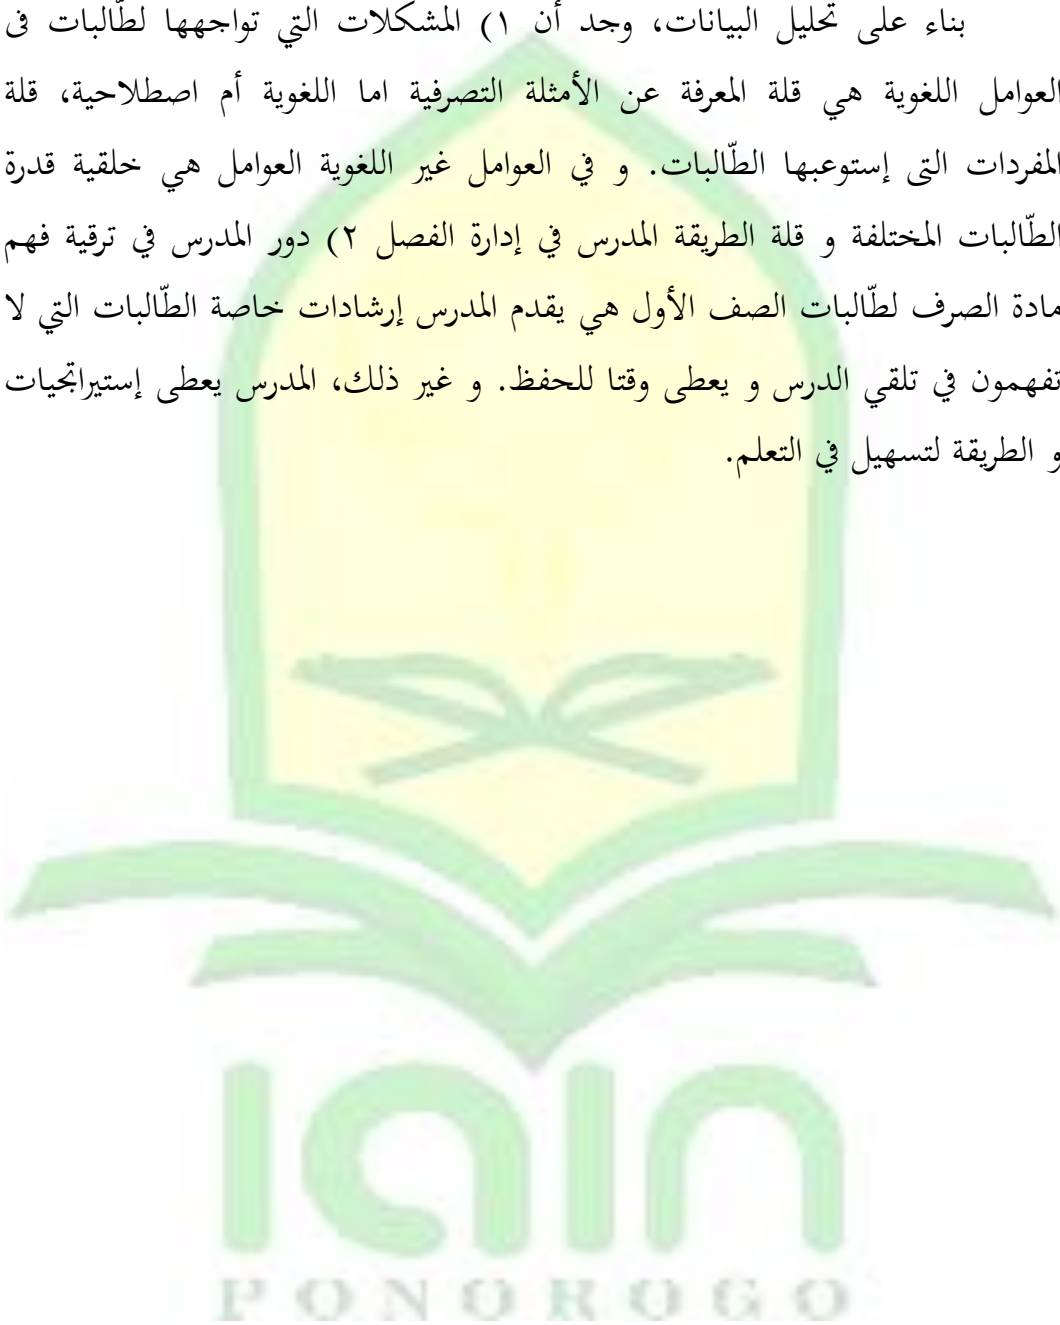 بناء على تحليل البيانات، وجد أن ١) المشكلات التي تواجهها لطّالبات فى
العوامل اللغوية هي قلة المعرفة عن الأمثلة التصرفية اما اللغوية أم اصطلاحية، قلة
المفردات التى إستوعبها الطّالبات. و في العوامل غير اللغوية العوامل هي خلقية قدرة
الطّالبات المختلفة و قلة الطريقة المدرس في إدارة الفصل ٢) دور المدرس في ترقية فهم
مادة الصرف لطّالبات الصف الأول هي يقدم المدرس إرشادات خاصة الطّالبات التي لا
تفهمون في تلقي الدرس و يعطى وقتا للحفظ. و غير ذلك، المدرس يعطى إستيراتجيات
و الطريقة لتسهيل في التعلم.
iain
PONOROGO